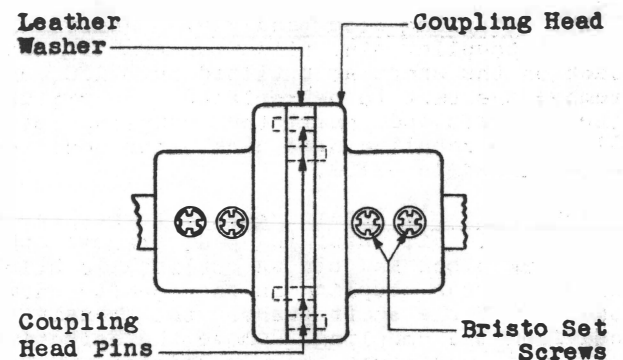 Leather
Washer
Coupling Head
Coupling
Head Pins
Bristo Set
Screws